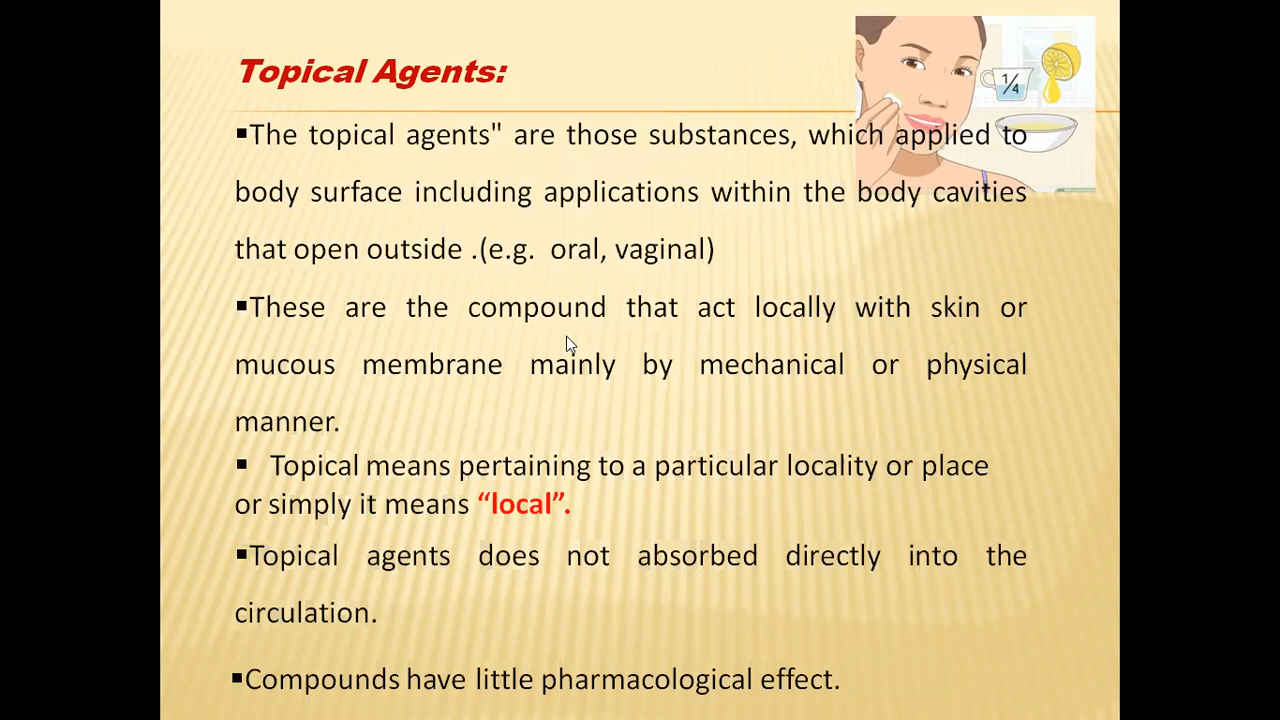 Topical Agents:
1/4
▪The topical agents" are those substances, which applied to
body surface including applications within the body cavities
that open outside .(e.g. oral, vaginal)
▪These are the compound that act locally with skin or
mucous membrane mainly by mechanical or physical
manner.
▪ Topical means pertaining to a particular locality or place
or simply it means “local”.
▪Topical agents does not absorbed directly into the
circulation.
▪Compounds have little pharmacological effect.